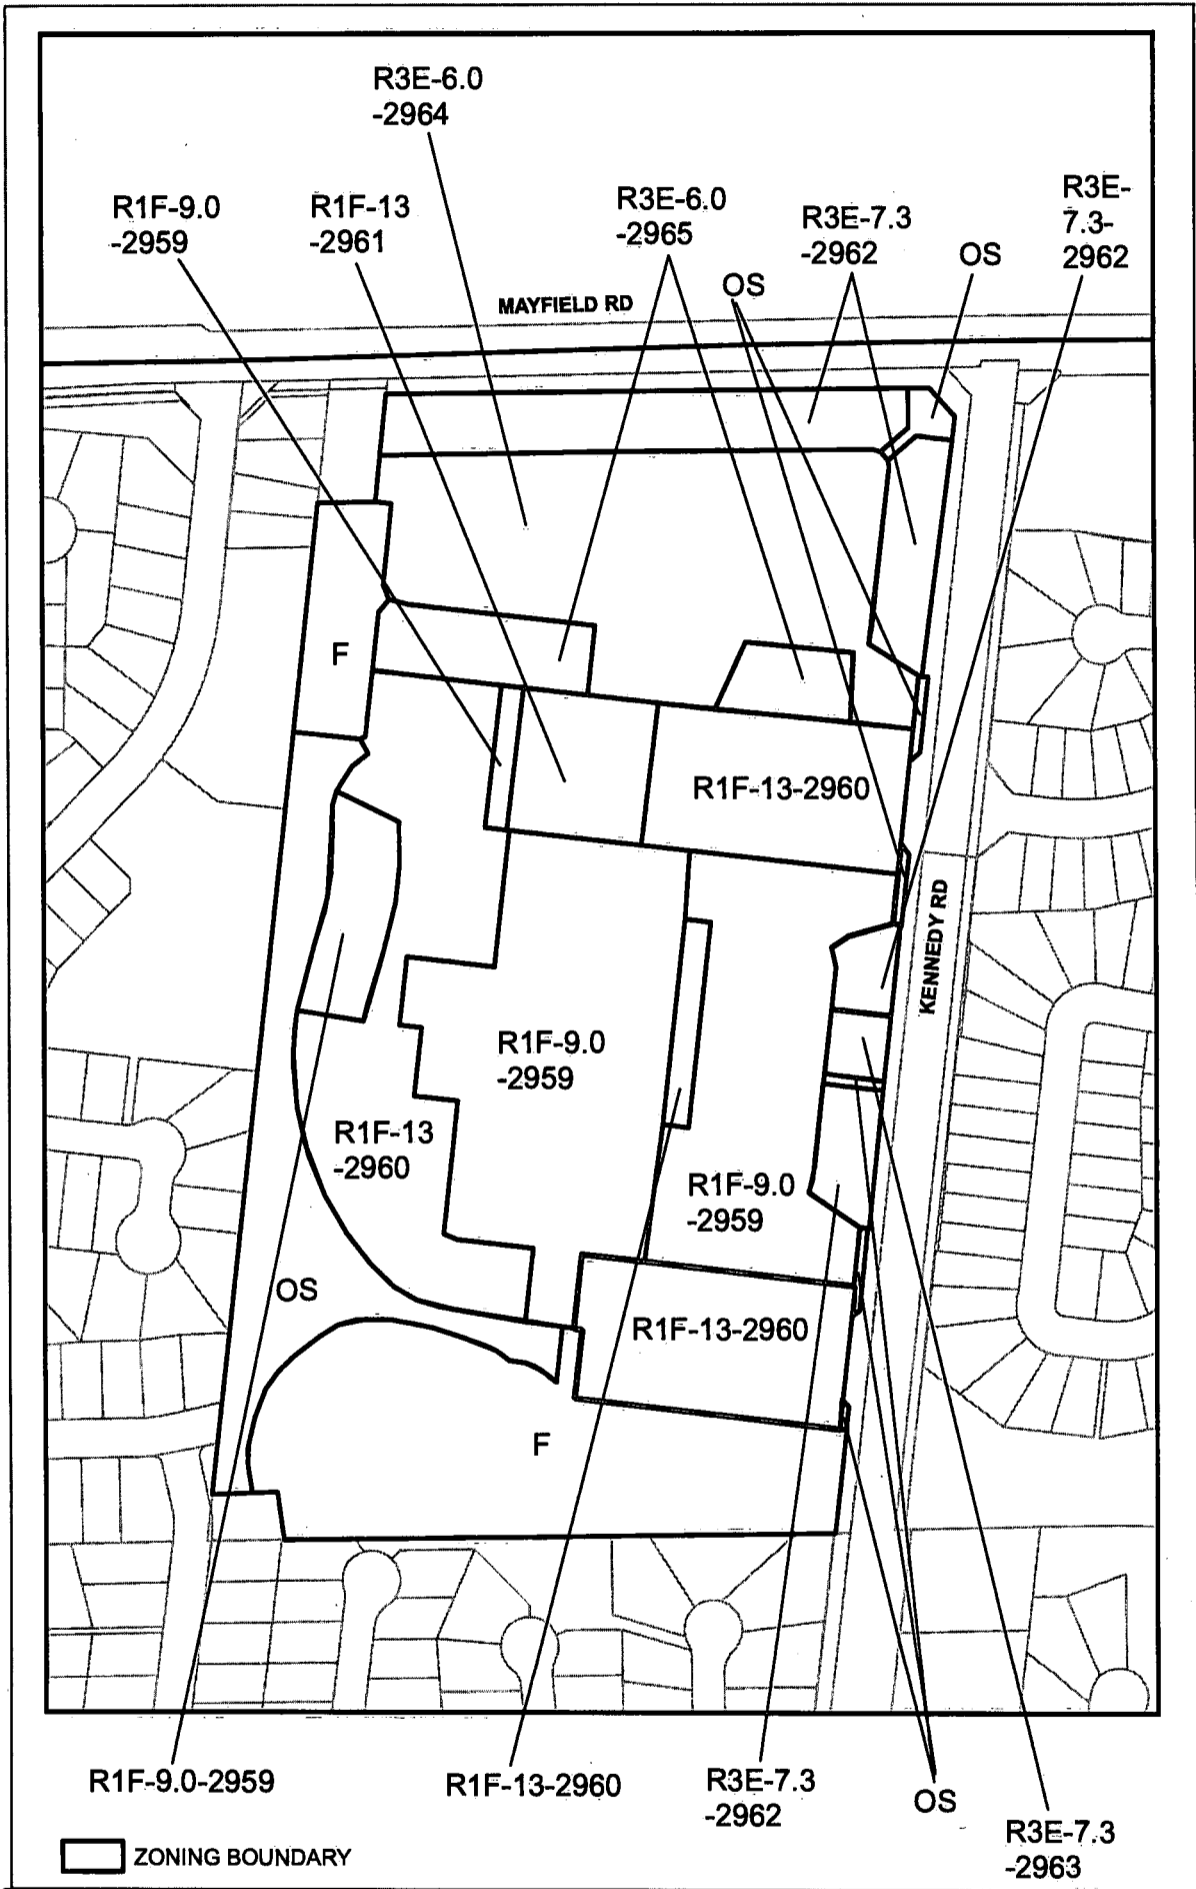 R3E-6.0
-2964
R1F-9.0
-2959
R1F-13
-2961
R3E-6.0
-2965
R3E-7.3
-2962
R3E-
7.3-
2962
OS
OS
MAYFIELD RD
F
R1F-13-2960
KENNEDY RD
R1F-9.0
-2959
R1F-13
-2960
R1F-9.0
-2959
OS
R1F-13-2960
F
R1F-9.0-2959
R1F-13-2960
R3E-7.3
-2962
OS
R3E-7.3
-2963
ZONING BOUNDARY